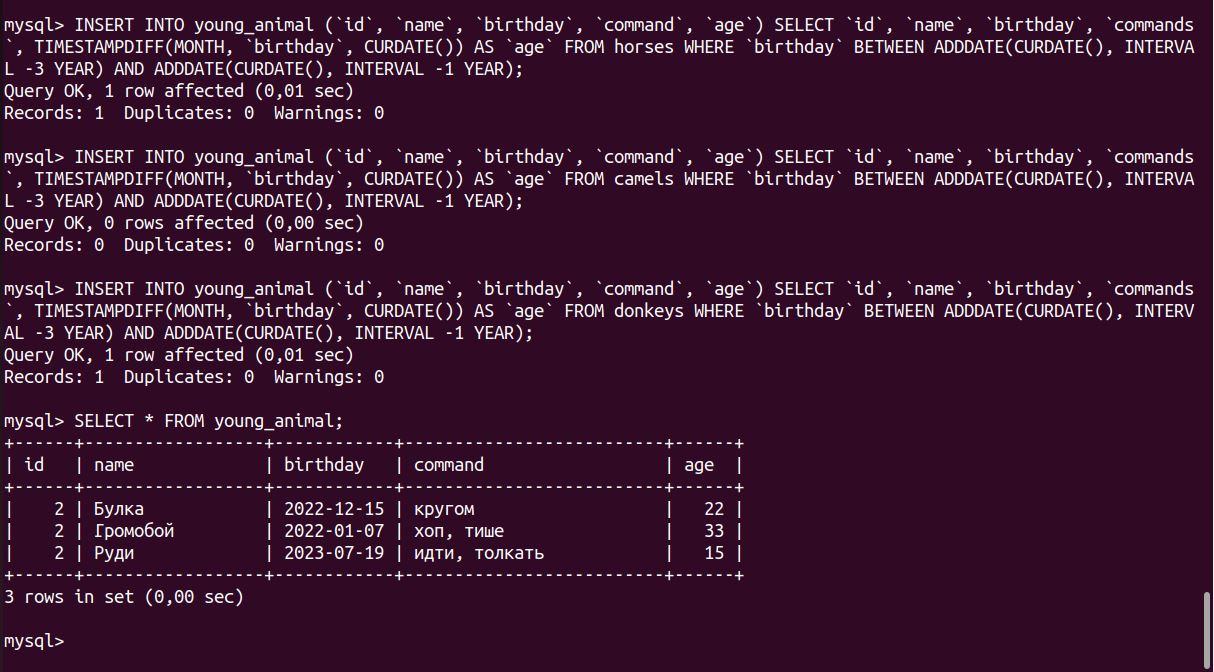 mysql> INSERT INTO young_animal (`id`, `name`, `birthday`, `command`, `age`) SELECT `id`, `name`, `birthday`, `commands
`, TIMESTAMPDIFF(MONTH, `birthday`, CURDATE()) AS `age` FROM horses WHERE `birthday` BETWEEN ADDDATE(CURDATE(), INTERVA
L -3 YEAR) AND ADDDATE(CURDATE(), INTERVAL -1 YEAR);
Query OK, 1 row affected (0,01 sec)
Records: 1  Duplicates: 0  Warnings: 0

mysql> INSERT INTO young_animal (`id`, `name`, `birthday`, `command`, `age`) SELECT `id`, `name`, `birthday`, `commands
`, TIMESTAMPDIFF(MONTH, `birthday`, CURDATE()) AS `age` FROM camels WHERE `birthday` BETWEEN ADDDATE(CURDATE(), INTERVA
L -3 YEAR) AND ADDDATE(CURDATE(), INTERVAL -1 YEAR);
Query OK, 0 rows affected (0,00 sec)
Records: 0  Duplicates: 0  Warnings: 0

mysql> INSERT INTO young_animal (`id`, `name`, `birthday`, `command`, `age`) SELECT `id`, `name`, `birthday`, `commands
`, TIMESTAMPDIFF(MONTH, `birthday`, CURDATE()) AS `age` FROM donkeys WHERE `birthday` BETWEEN ADDDATE(CURDATE(), INTERV
AL -3 YEAR) AND ADDDATE(CURDATE(), INTERVAL -1 YEAR);
Query OK, 1 row affected (0,01 sec)
Records: 1  Duplicates: 0  Warnings: 0

mysql> SELECT * FROM young_animal;
+------+------------------+------------+--------------------------+------+
| id   | name             | birthday   | command                  | age  |
+------+------------------+------------+--------------------------+------+
|    2 | Булка            | 2022-12-15 | кругом                   |   22 |
|    2 | Громобой         | 2022-01-07 | хоп, тише                |   33 |
|    2 | Руди             | 2023-07-19 | идти, толкать            |   15 |
+------+------------------+------------+--------------------------+------+
3 rows in set (0,00 sec)

mysql>